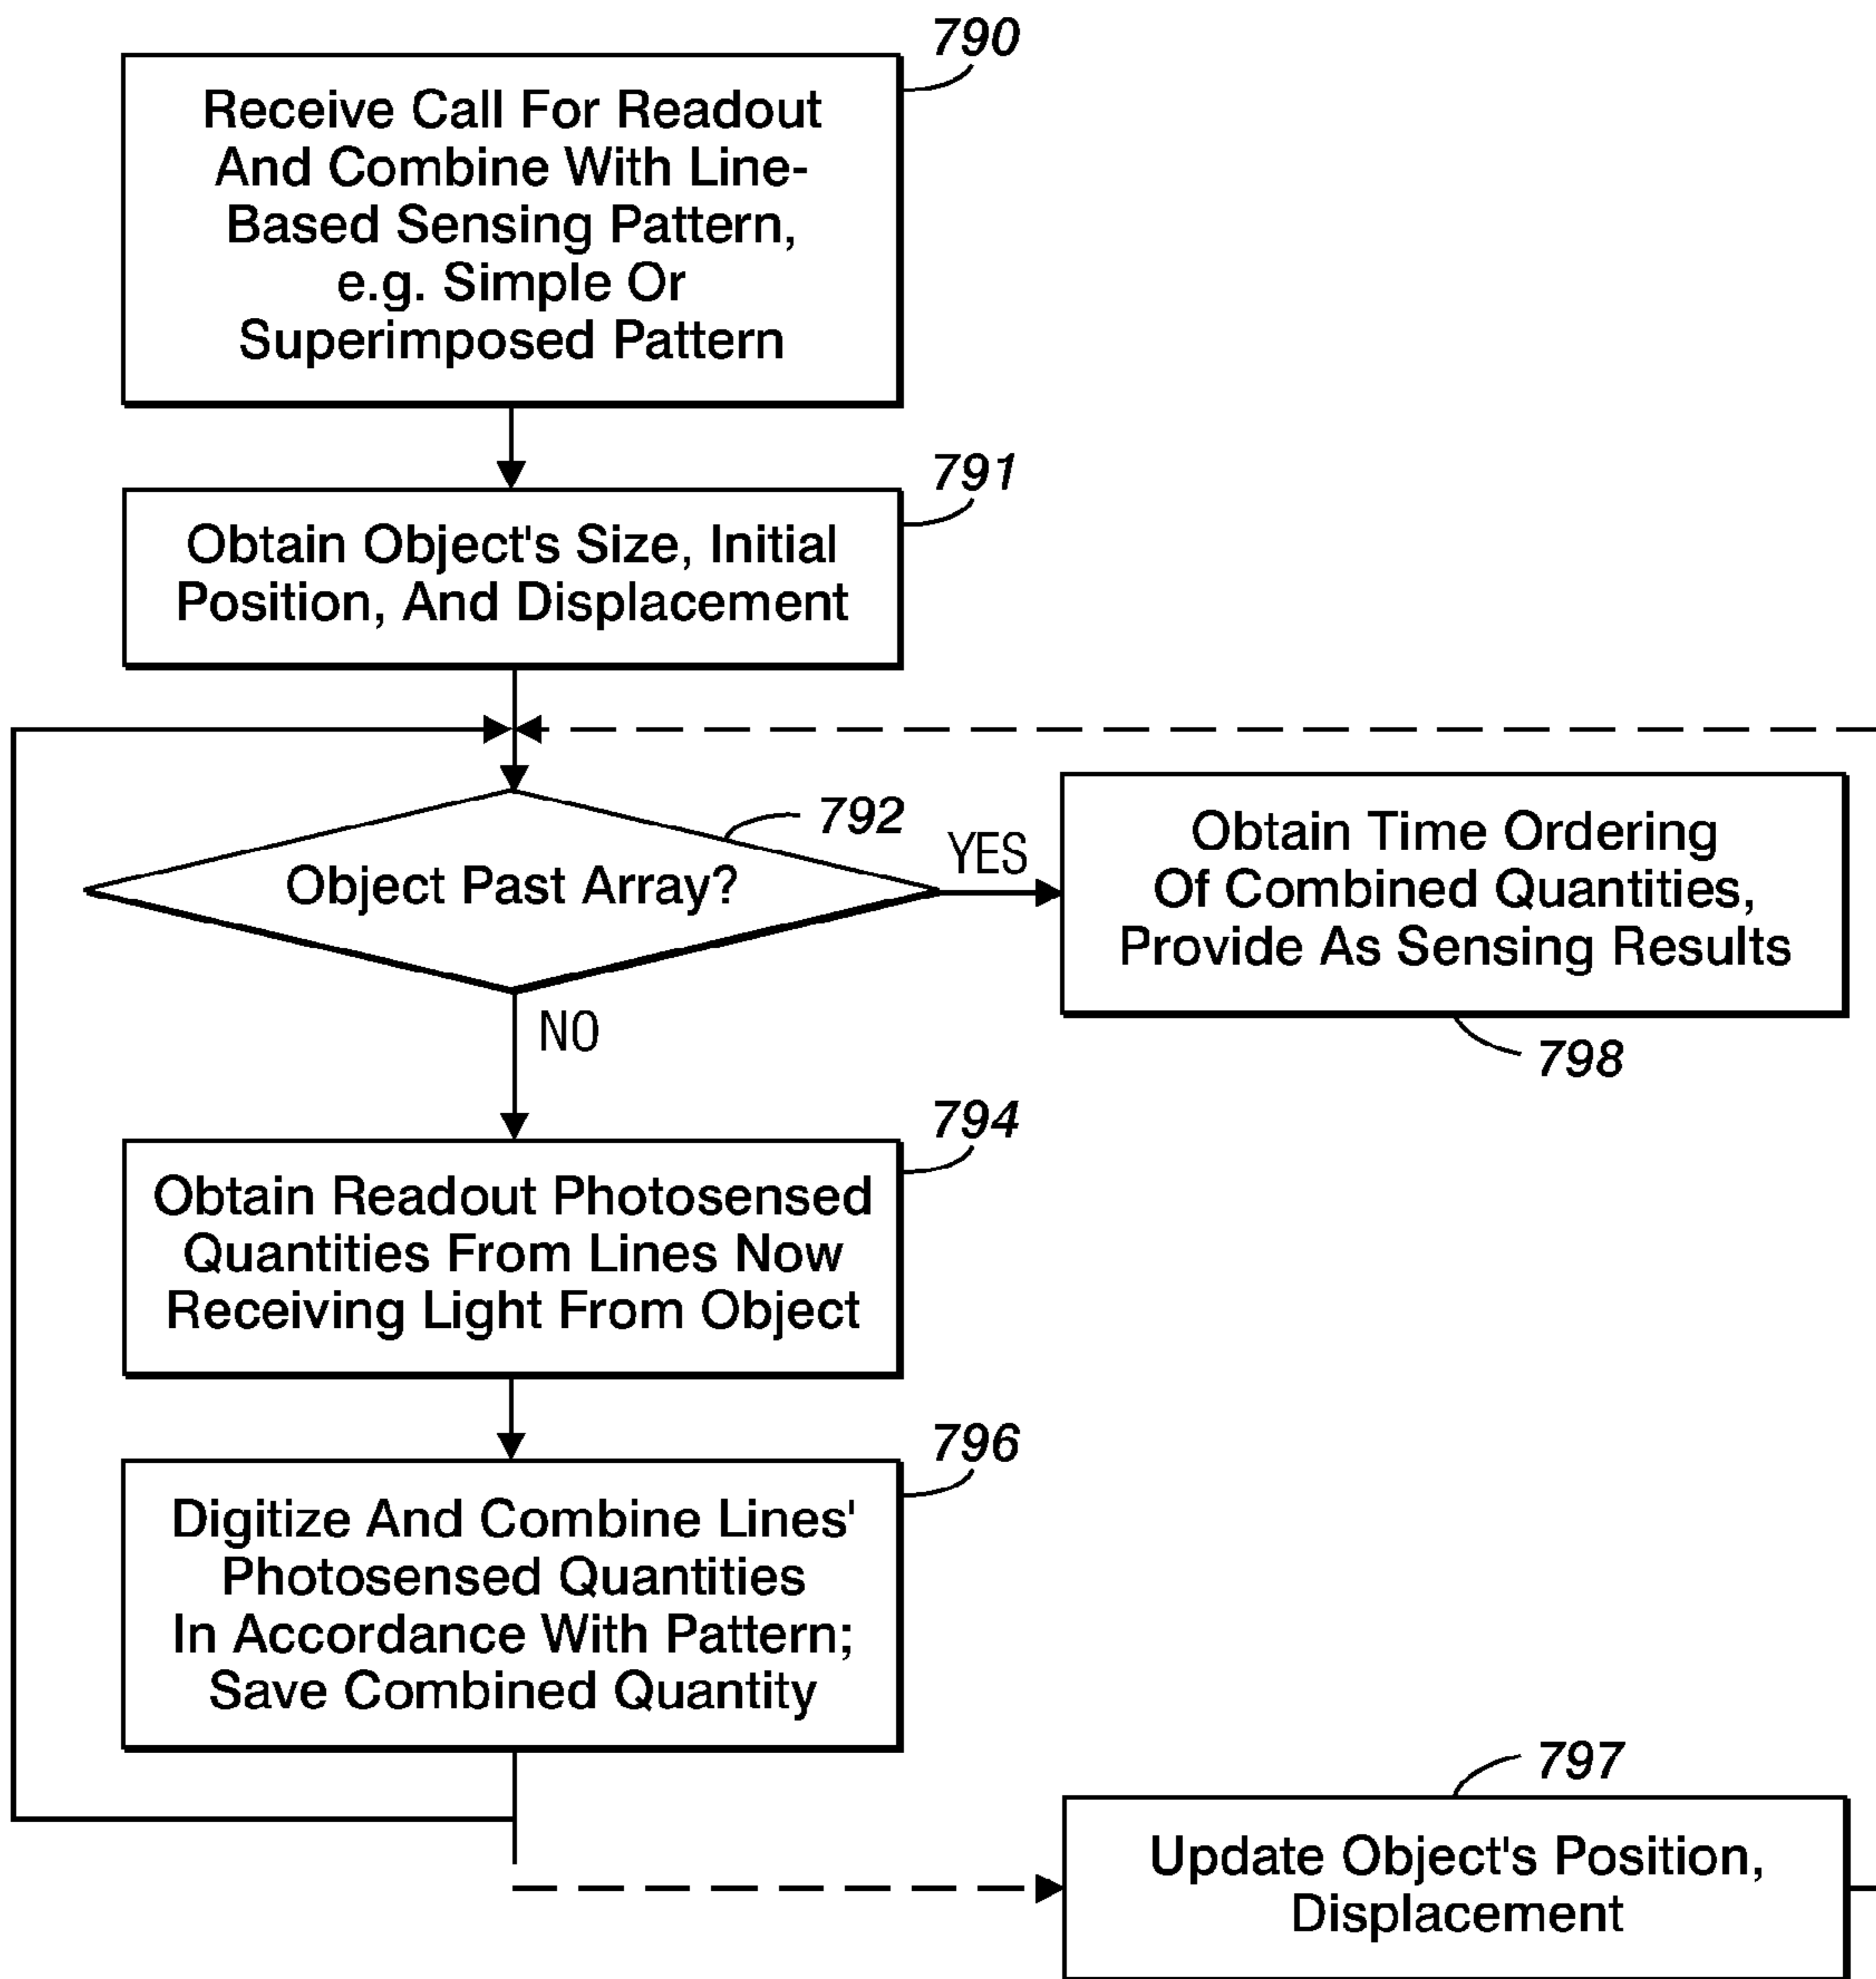 790
Receive Call For Readout
And Combine With Line-
Based Sensing Pattern,
e.g. Simple Or
Superimposed Pattern
791
Obtain Object's Size, Initial
Position, And Displacement
792
Object Past Array?
YES
NO
Obtain Time Ordering
Of Combined Quantities,
Provide As Sensing Results
798
794
Obtain Readout Photosensed
Quantities From Lines Now
Receiving Light From Object
796
Digitize And Combine Lines'
Photosensed Quantities
In Accordance With Pattern;
Save Combined Quantity
797
Update Object's Position,
Displacement